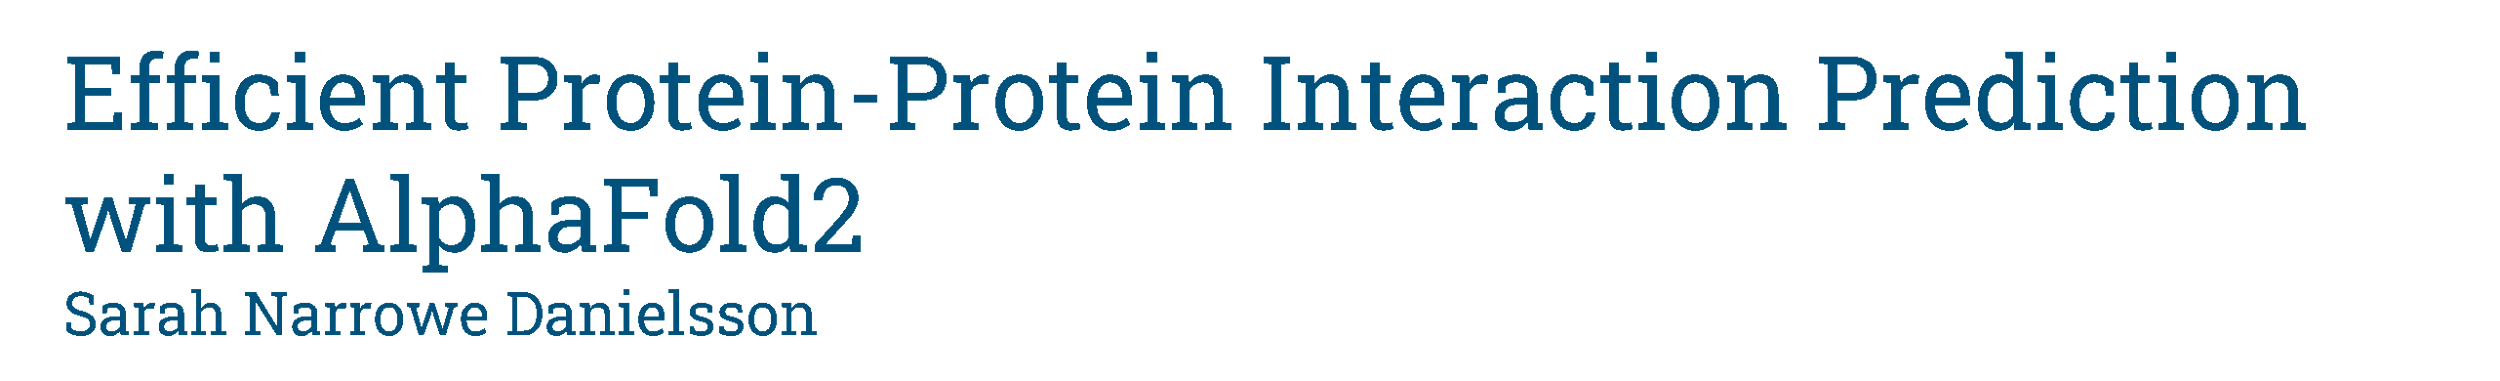 Efficient Protein-Protein Interaction Prediction
with AlphaFold2
Sarah Narrowe Danielsson